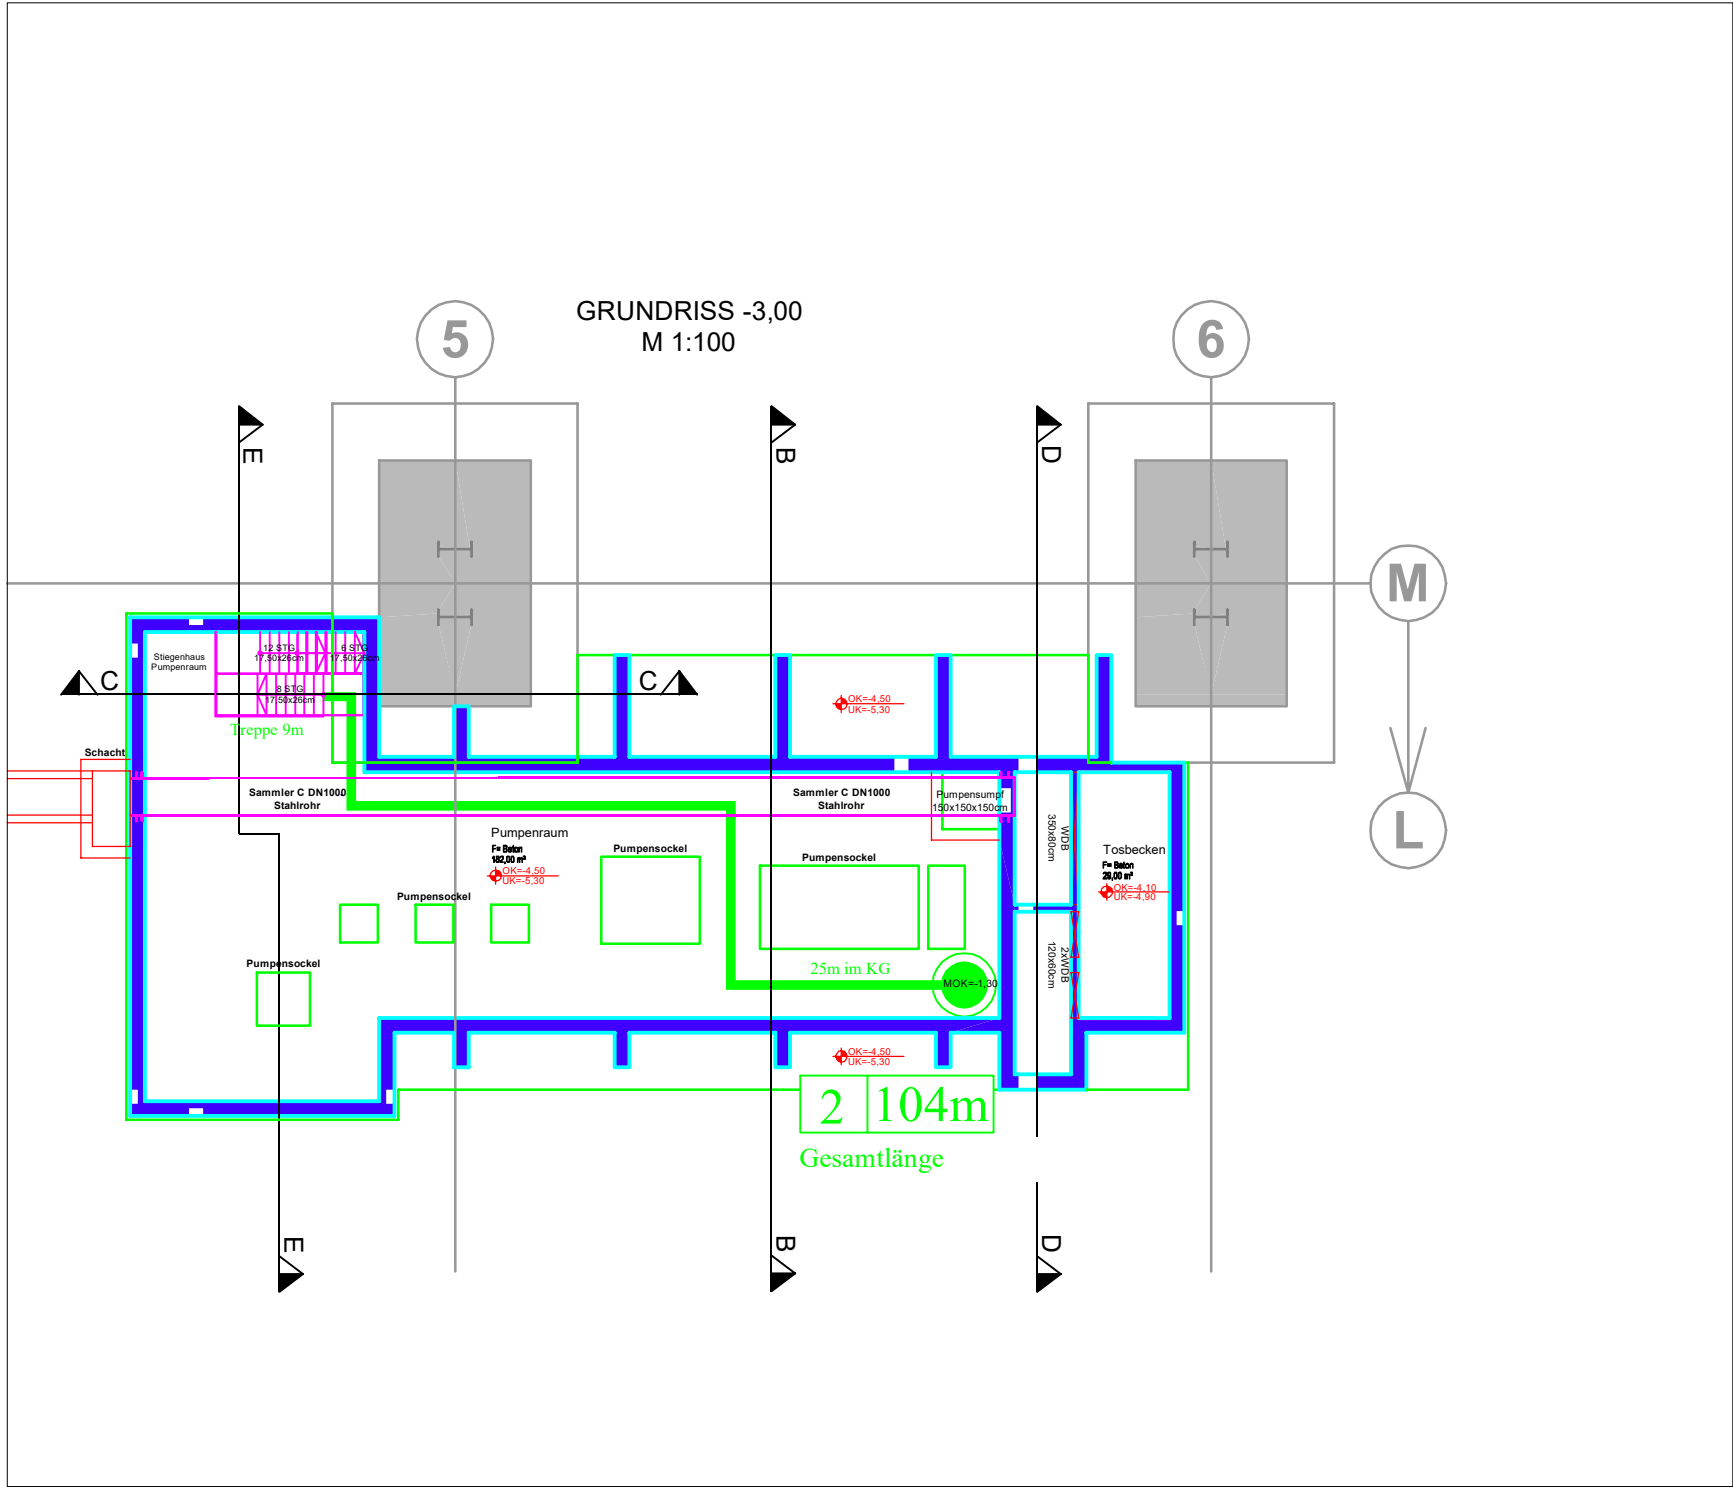 GRUNDRISS -3,00
M 1:100
5
6
E
B
D
M
L
Stiegenhaus
Pumpenraum
12 STG
17,50x26cm
6 STG
17,50x26cm
8 STG
17,50x26cm
C
C
Treppe 9m
OK=-4,50
UK=-5,30
Schacht
Sammler C DN1000
Stahlrohr
Sammler C DN1000
Stahlrohr
Pumpensumpf
150x150x150cm
WDB
350x80cm
Pumpenraum
F= Beton
182,00 m²
OK=-4,50
UK=-5,30
Pumpensockel
Pumpensockel
Tosbecken
F= Beton
29,00 m²
OK=-4,10
UK=-4,90
Pumpensockel
Pumpensockel
25m im KG
MOK=-1,30
2xWDB
120x60cm
OK=-4,50
UK=-5,30
2 104m
Gesamtlänge
E
B
D